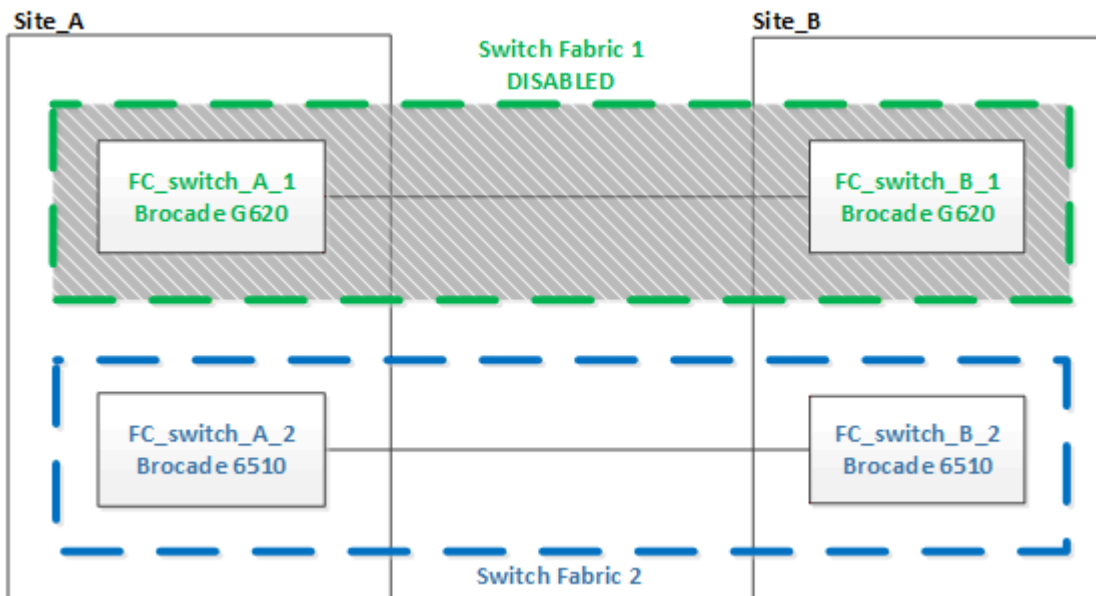 Site_A
Site_B
Switch Fabric 1
DISABLED
FC_switch_A_1
Brocade G620
FC_switch_B_1
Brocade G620
FC_switch_A_2
Brocade 6510
FC_switch_B_2
Brocade 6510
Switch Fabric 2